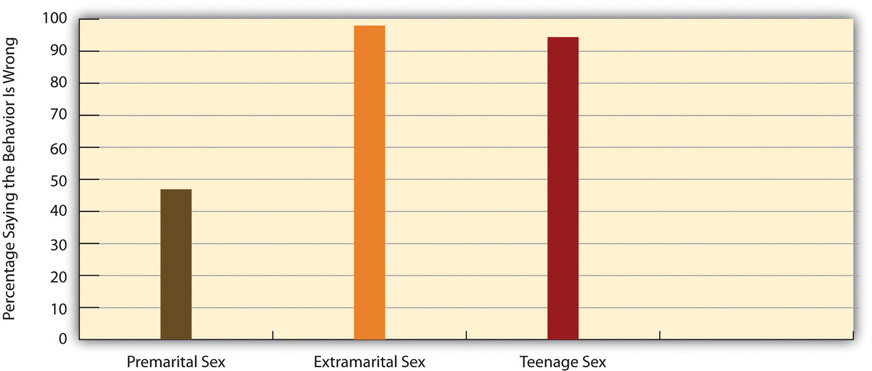 Percentage Saying the Behavior Is Wrong
100
90
80
70
60
50
40
30
20
10
0
Premarital Sex
Extramarital Sex
Teenage Sex